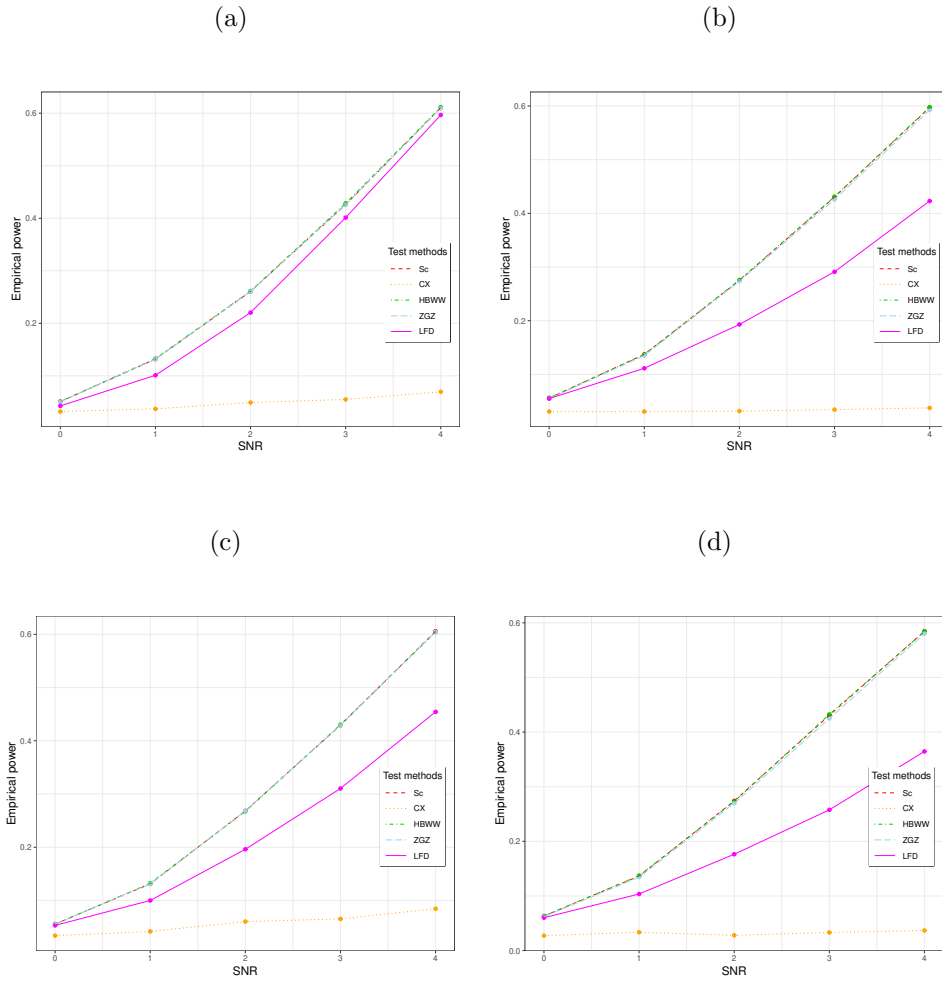 (a)
Empirical power
0.6
0.4
0.2
0 1 2 3 4
SNR
Test methods
Sc
CX
HBWW
ZGZ
LFD
(b)
Empirical power
0.6
0.4
0.2
0 1 2 3 4
SNR
Test methods
Sc
CX
HBWW
ZGZ
LFD
(c)
Empirical power
0.6
0.4
0.2
0 1 2 3 4
SNR
Test methods
Sc
CX
HBWW
ZGZ
LFD
(d)
Empirical power
0.6
0.4
0.2
0.0
0 1 2 3 4
SNR
Test methods
Sc
CX
HBWW
ZGZ
LFD